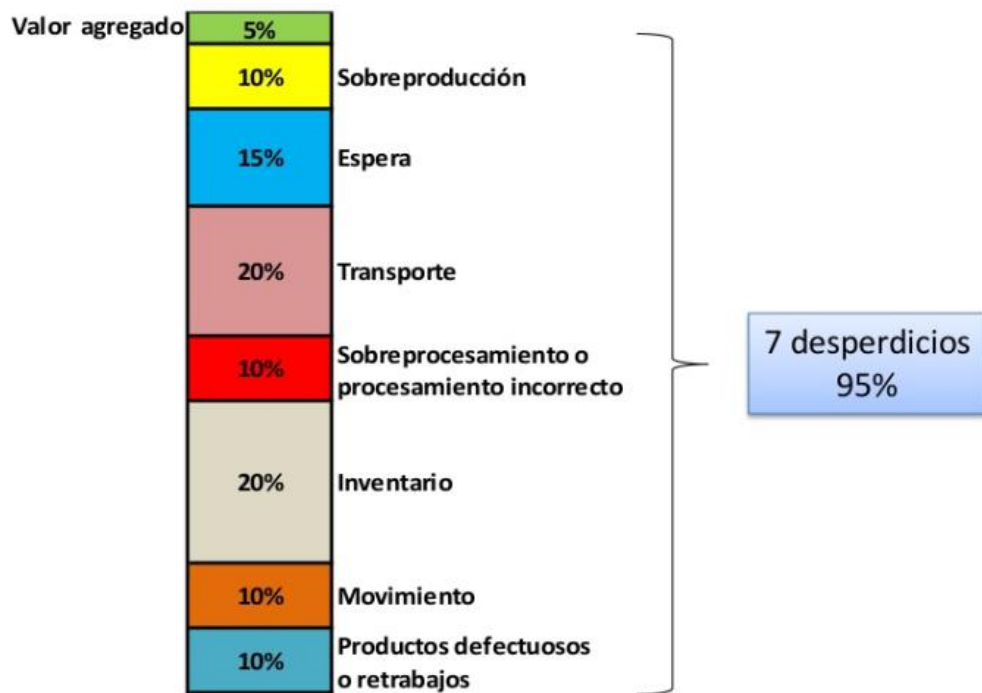 Valor agregado
5%
10%
Sobreproducción
15%
Espera
20%
Transporte
10%
Sobreprocesamiento o
procesamiento incorrecto
20%
Inventario
10%
Movimiento
10%
Productos defectuosos
o retrabajos
7 desperdicios
95%